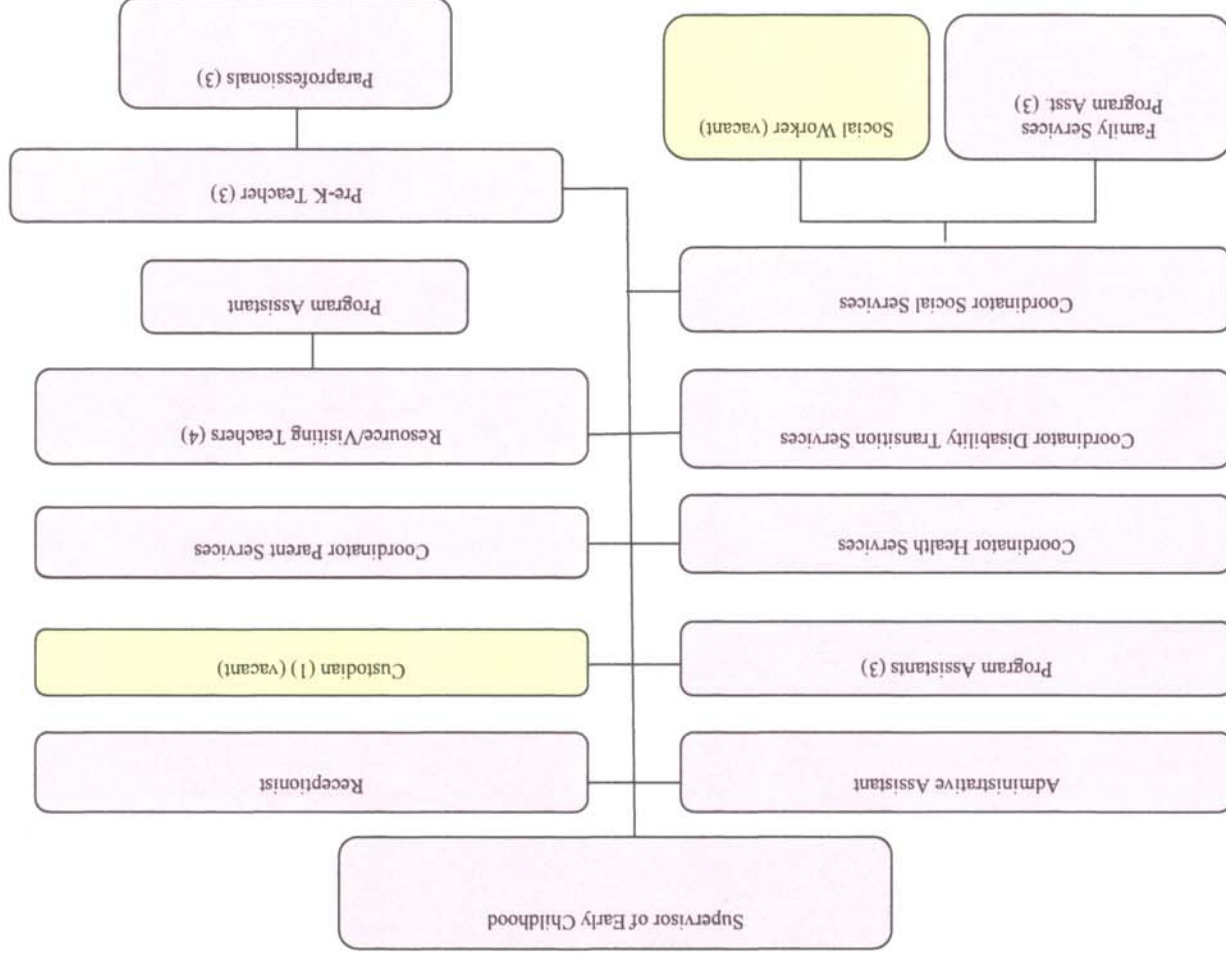 Supervisor of Early Childhood
Administrative Assistant
Receptionist
Program Assistants (3)
Custodian (1) (vacant)
Coordinator Health Services
Coordinator Parent Services
Coordinator Disability Transition Services
Resource/Visiting Teachers (4)
Program Assistant
Coordinator Social Services
Pre-K Teacher (3)
Family Services
Program Asst. (3)
Social Worker (vacant)
Paraprofessionals (3)